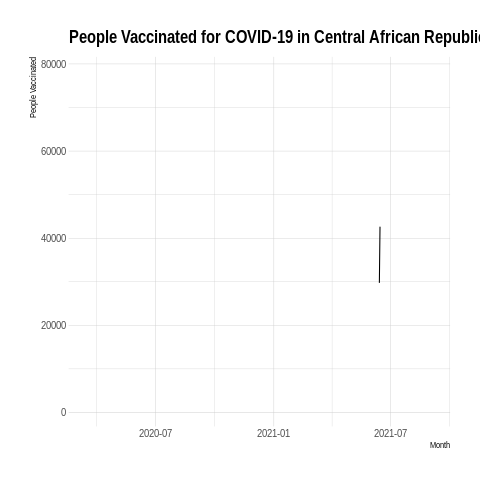 People Vaccinated for COVID-19 in Central African Republi
People Vaccinated
80000
60000
40000
20000
0
2020-07 2021-01 2021-07
Month